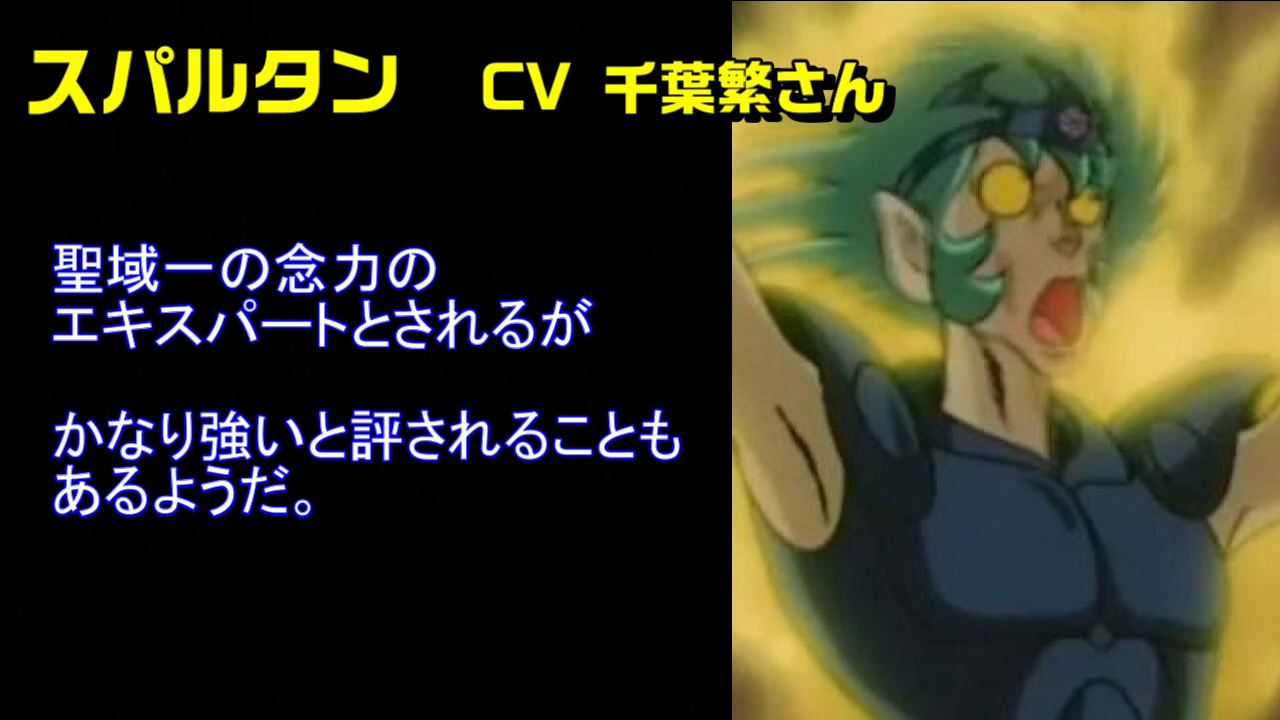 スパルタン CV 千葉繁さん
聖域一の念力の
エキスパートとされるが
かなり強いと評されることも
あるようだ。